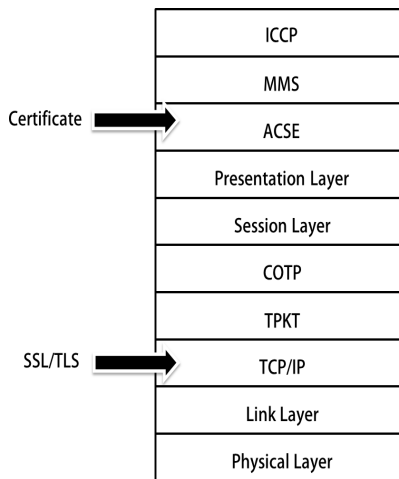 ICCP
MMS
Certificate
ACSE
Presentation Layer
Session Layer
COTP
TPKT
SSL/TLS
TCP/IP
Link Layer
Physical Layer